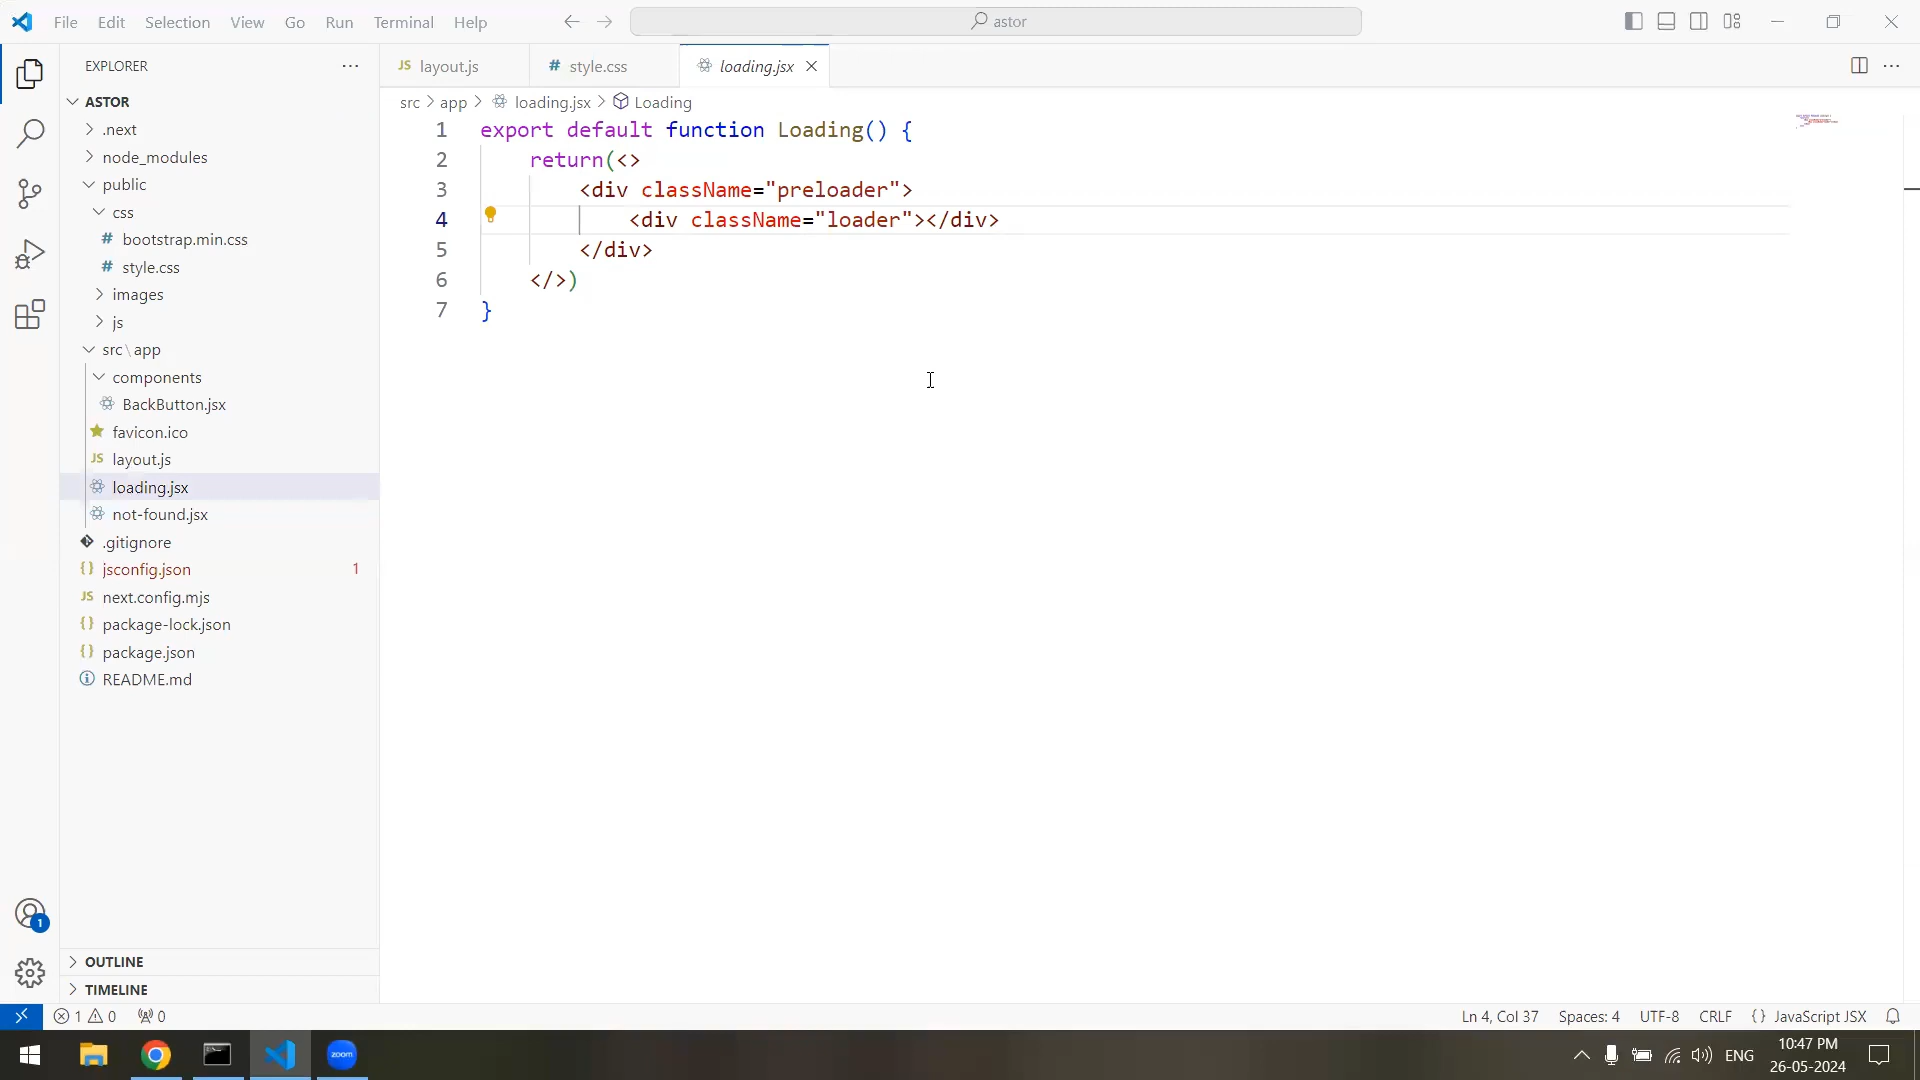 File Edit Selection View Go Run Terminal Help
astor
EXPLORER
ASTOR
.next
node_modules
public
css
# bootstrap.min.css
# style.css
images
js
src\app
components
BackButton.jsx
favicon.ico
JS layout.js
loading.jsx
not-found.jsx
.gitignore
{} jsconfig.json 1
JS next.config.mjs
{} package-lock.json
{} package.json
README.md
OUTLINE
TIMELINE
JS layout.js
# style.css
loading.jsx
src > app > loading.jsx > Loading
1 export default function Loading() {
2 return(<>
3 <div className="preloader">
4 <div className="loader"></div>
5 </div>
6 </>)
7 }
1
1 0 0
Ln 4, Col 37 Spaces: 4 UTF-8 CRLF {} JavaScript JSX
zoom
ENG
10:47 PM
26-05-2024